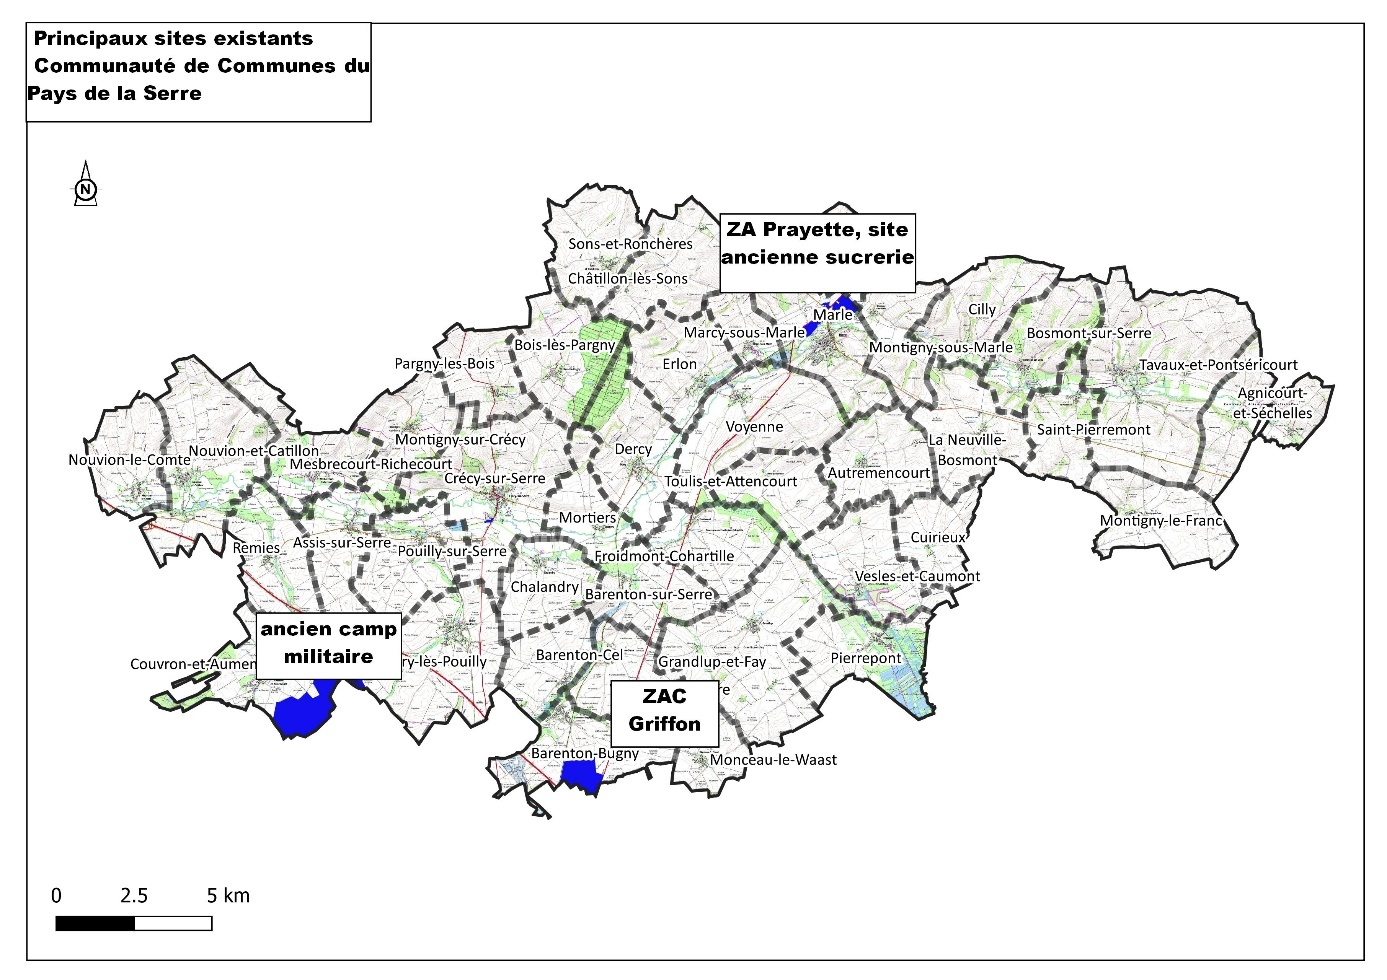 Principaux sites existants
Communauté de Communes du
Pays de la Serre
N
ZA Prayette, site
ancienne sucrerie
Sons-et-Ronchères
Châtillon-lès-Sons
Marle
Cilly
Marcy-sous-Marle
Bosmont-sur-Serre
Bois-lès-Pargny
Montigny-sous-Marle
Pargny-les-Bois
Erlon
Tavaux-et-Pontséricourt
Agnicourt-
et-Séchelles
Voyenne
Saint-Pierremont
Montigny-sur-Crécy
La Neuville-
Bosmont
Nouvion-et-Catillon
Dercy
Nouvion-le-Comte
Mesbrecourt-Richecourt
Autremencourt
Crécy-sur-Serre
Toulis-et-Attencourt
Mortiers
Montigny-le-Franc
Cuirieux
Remies
Assis-sur-Serre
Pouilly-sur-Serre
Froidmont-Cohartille
Vesles-et-Caumont
Chalandry
Barenton-sur-Serre
ancien camp
militaire
Couvron-et-Aumen
ry-lès-Pouilly
Barenton-Cel
Grandlup-et-Fay
Pierrepont
re
ZAC
Griffon
Barenton-Bugny
Monceau-le-Waast
0 2.5 5 km